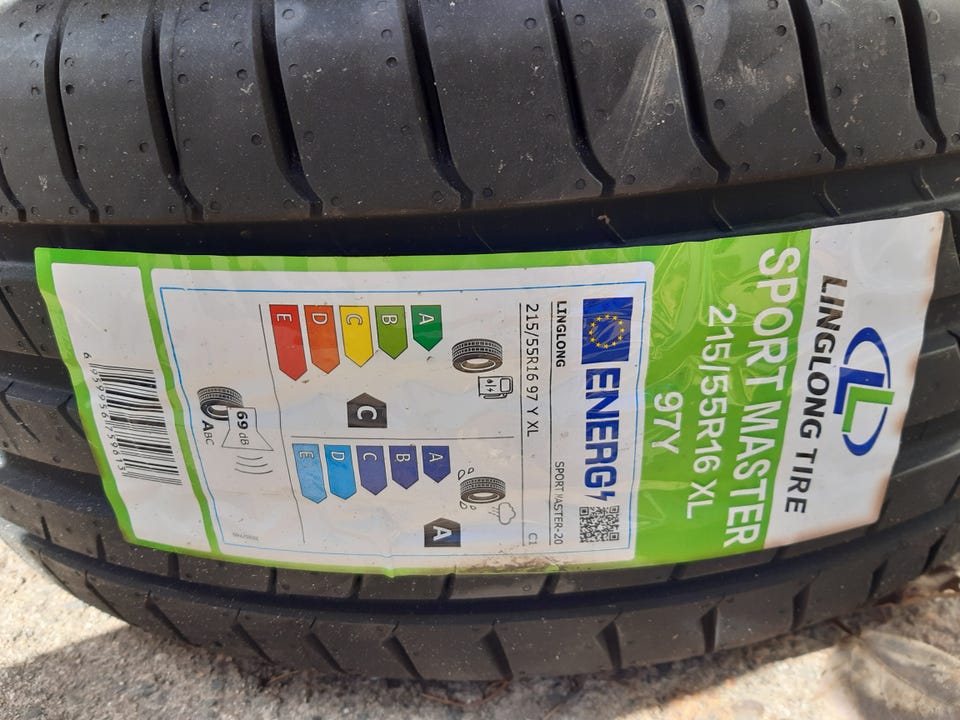 LINGLONG TIRE
SPORT MASTER
215/55R16 XL
97Y
ENERG
LINGLONG SPORT MASTER-20
215/55R16 97 Y XL C1
A
B
C
D
E
C
A
B
C
D
E
A
69 dB
ABC